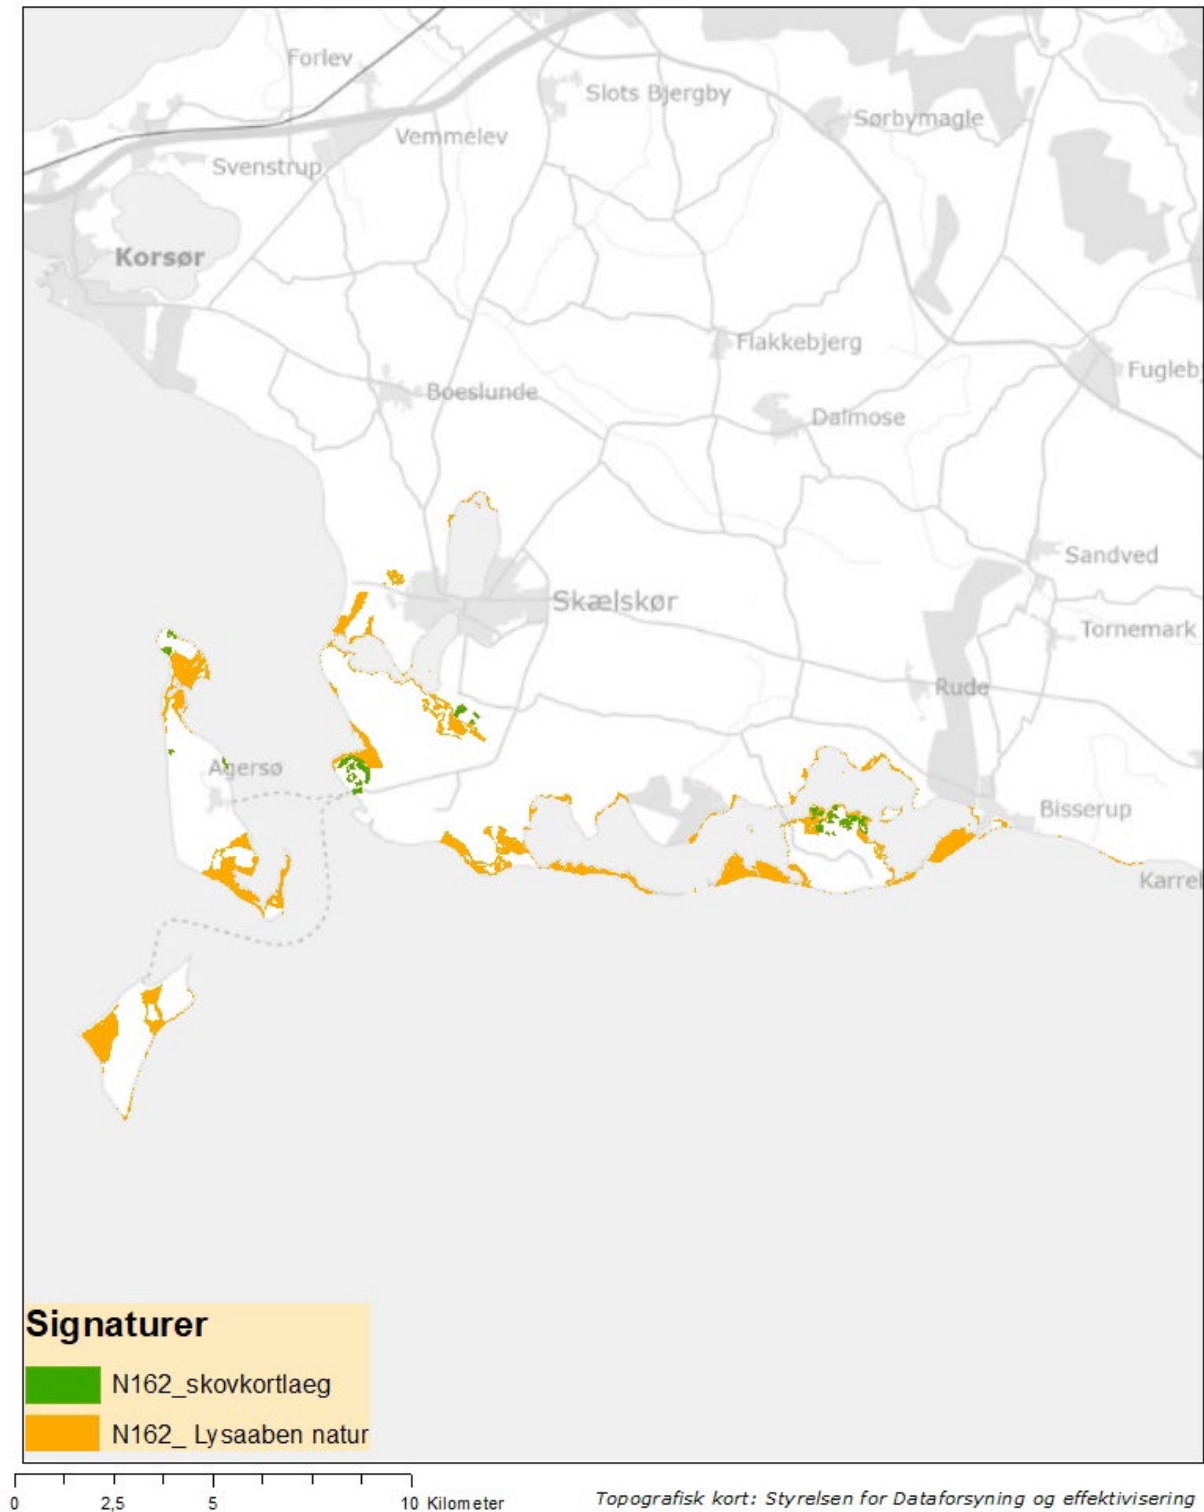 Forlev
Slots Bjergby
Sørbymagle
Vemmelev
Svenstrup
Korsør
Flakkebjerg
Fugleb
Boeslunde
Dalmose
Sandved
Skælskør
Tornemark
Rude
Agersø
Bisserup
Karreb
Signaturer
N162_skovkortlaeg
N162_ Lysaaben natur
0 2,5 5 10 Kilometer
Topografisk kort: Styrelsen for Dataforsyning og effektivisering